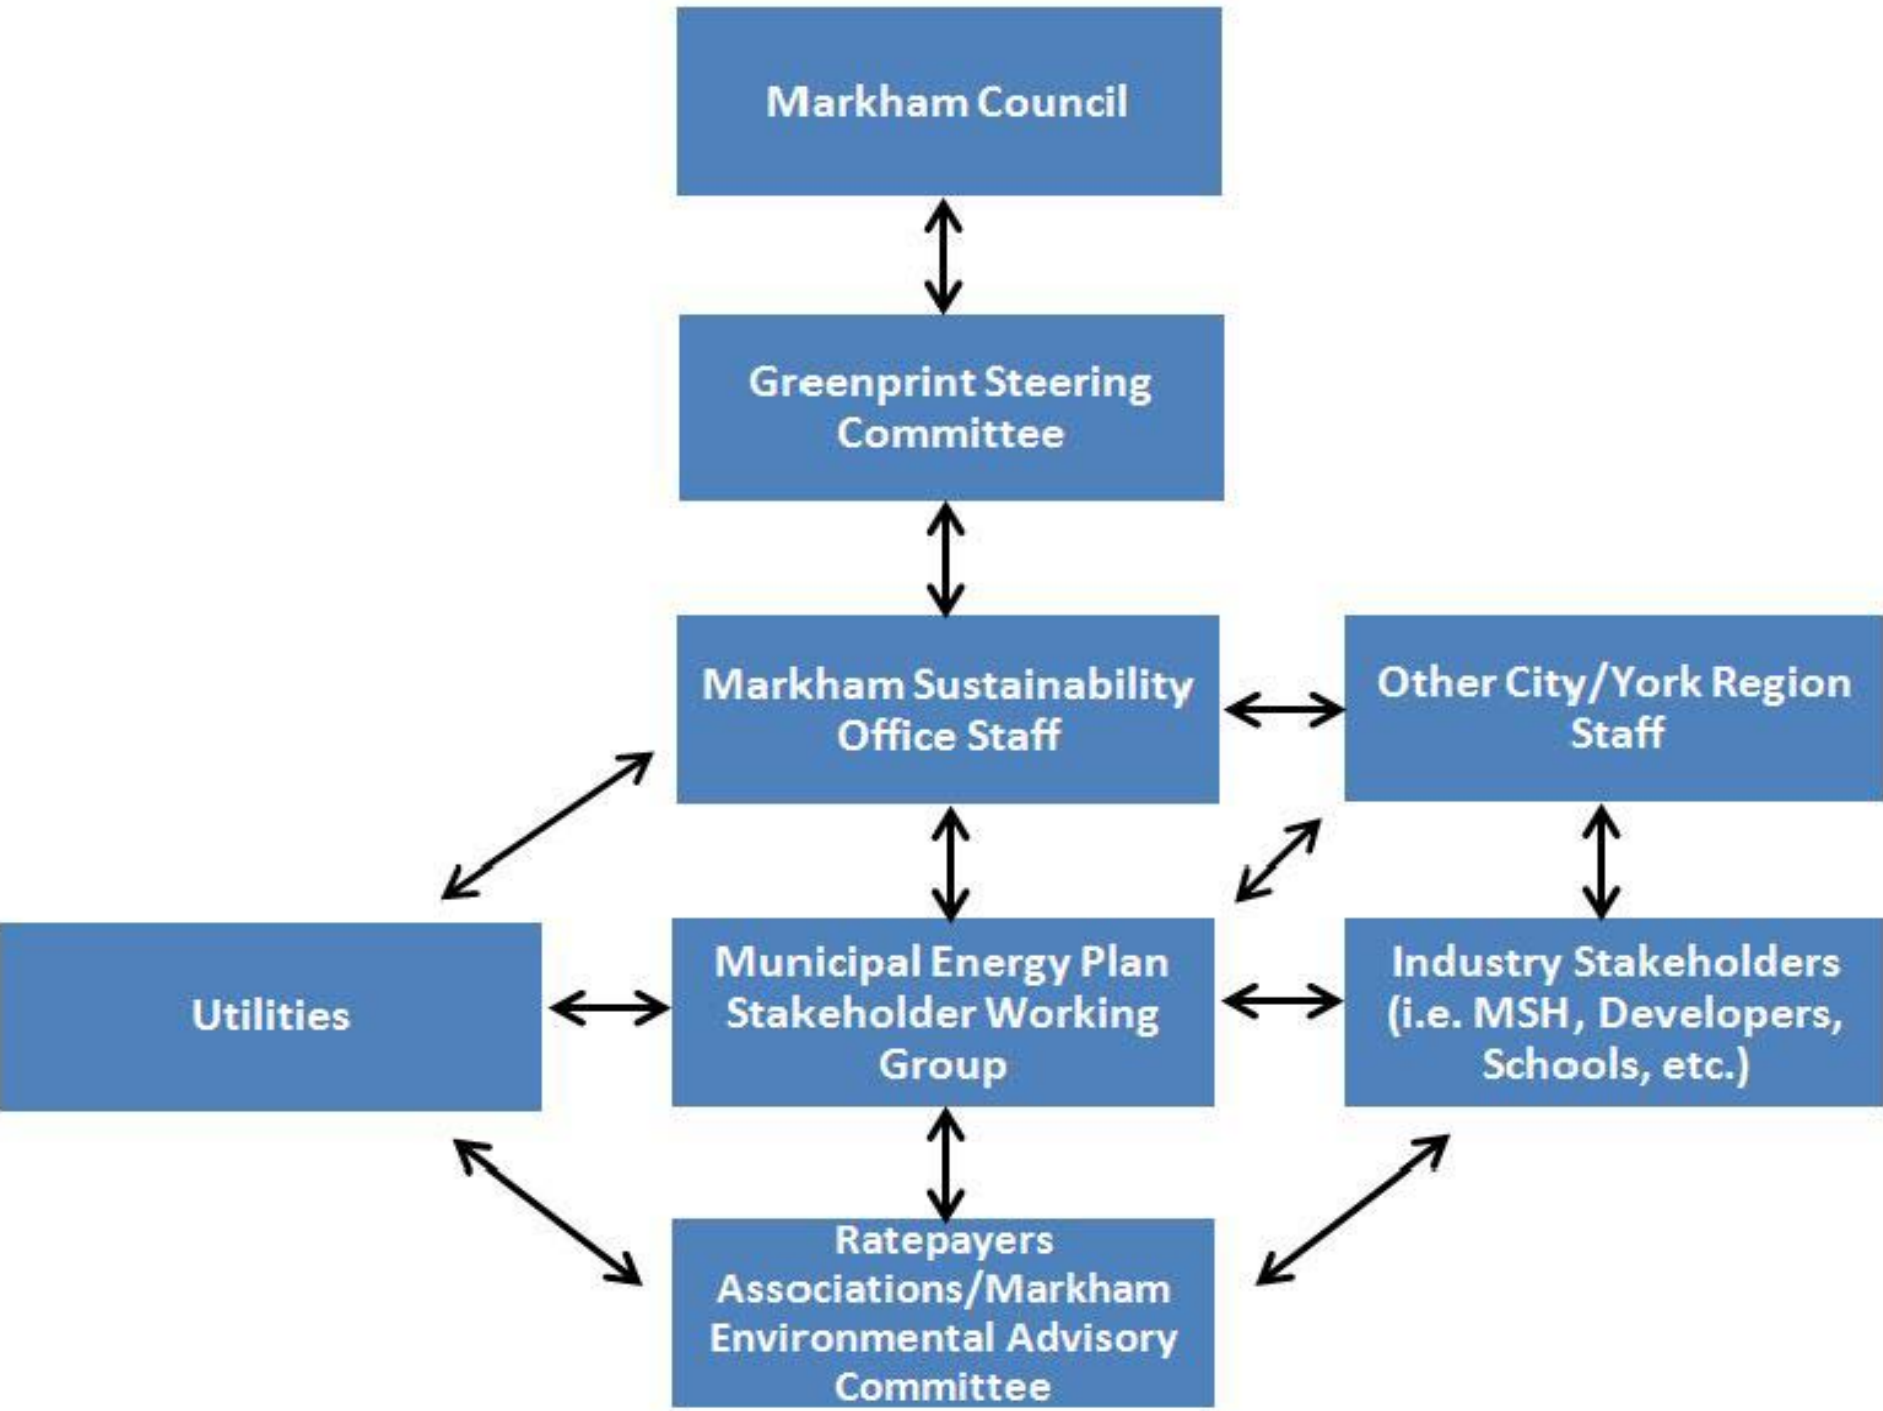 Markham Council
Greenprint Steering
Committee
Markham Sustainability
Office Staff
Other City/York Region
Staff
Utilities
Municipal Energy Plan
Stakeholder Working
Group
Industry Stakeholders
(i.e. MSH, Developers,
Schools, etc.)
Ratepayers
Associations/Markham
Environmental Advisory
Committee